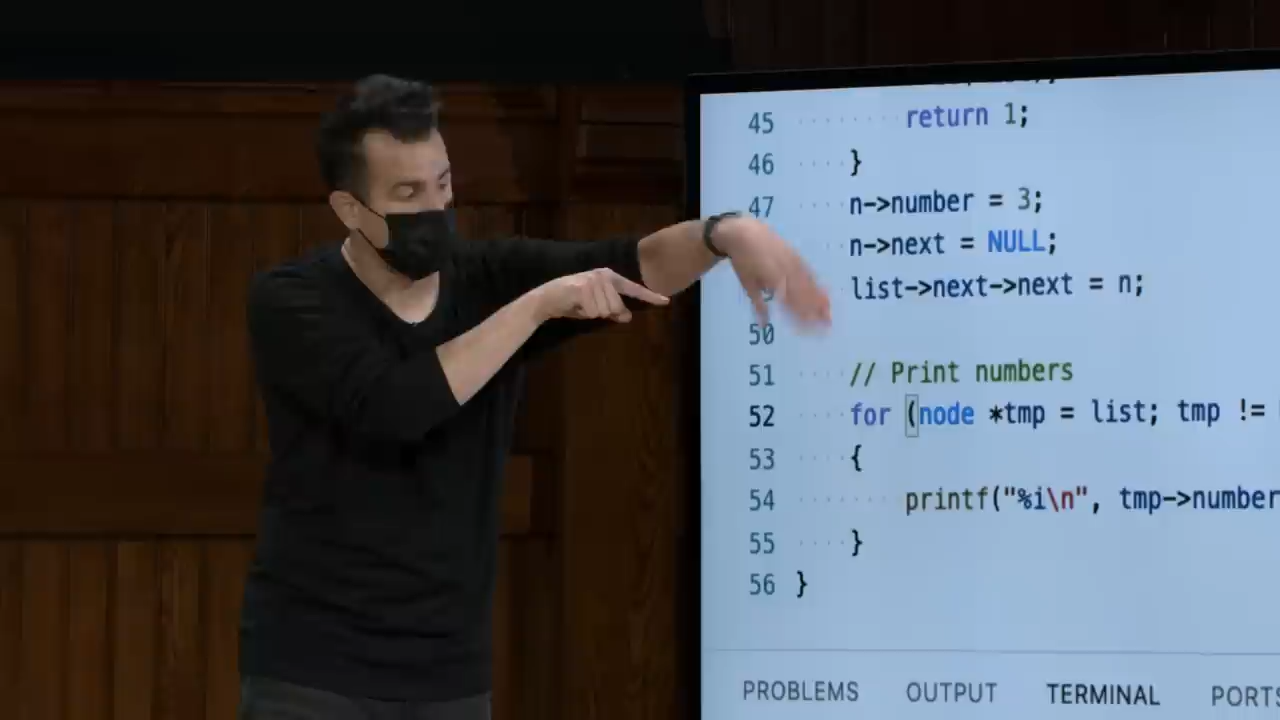 45 return 1;
46 }
47 n->number = 3;
n->next = NULL;
list->next->next = n;
50
51 // Print numbers
52 for (node *tmp = list; tmp !=
53 {
54 printf("%i\n", tmp->number
55 }
56 }
PROBLEMS OUTPUT TERMINAL PORTS